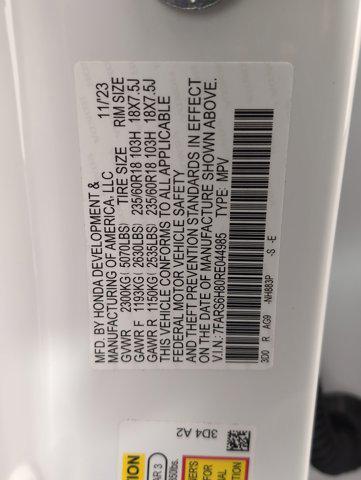 MFD. BY HONDA DEVELOPMENT & 11/'23
MANUFACTURING OF AMERICA, LLC
TIRE SIZE RIM SIZE
GVWR 2300KG( 5070LBS)
GAWR F 1193KG( 2630LBS) 235/60R18 103H 18X7.5J
GAWR R 1150KG( 2535LBS) 235/60R18 103H 18X7.5J
THIS VEHICLE CONFORMS TO ALL APPLICABLE
FEDERAL MOTOR VEHICLE SAFETY
AND THEFT PREVENTION STANDARDS IN EFFECT
ON THE DATE OF MANUFACTURE SHOWN ABOVE.
V.I.N.: 7FARS6H80RE044985 TYPE: MPV
3D0 R AG9 -NH883P -S -E
3D4 A2